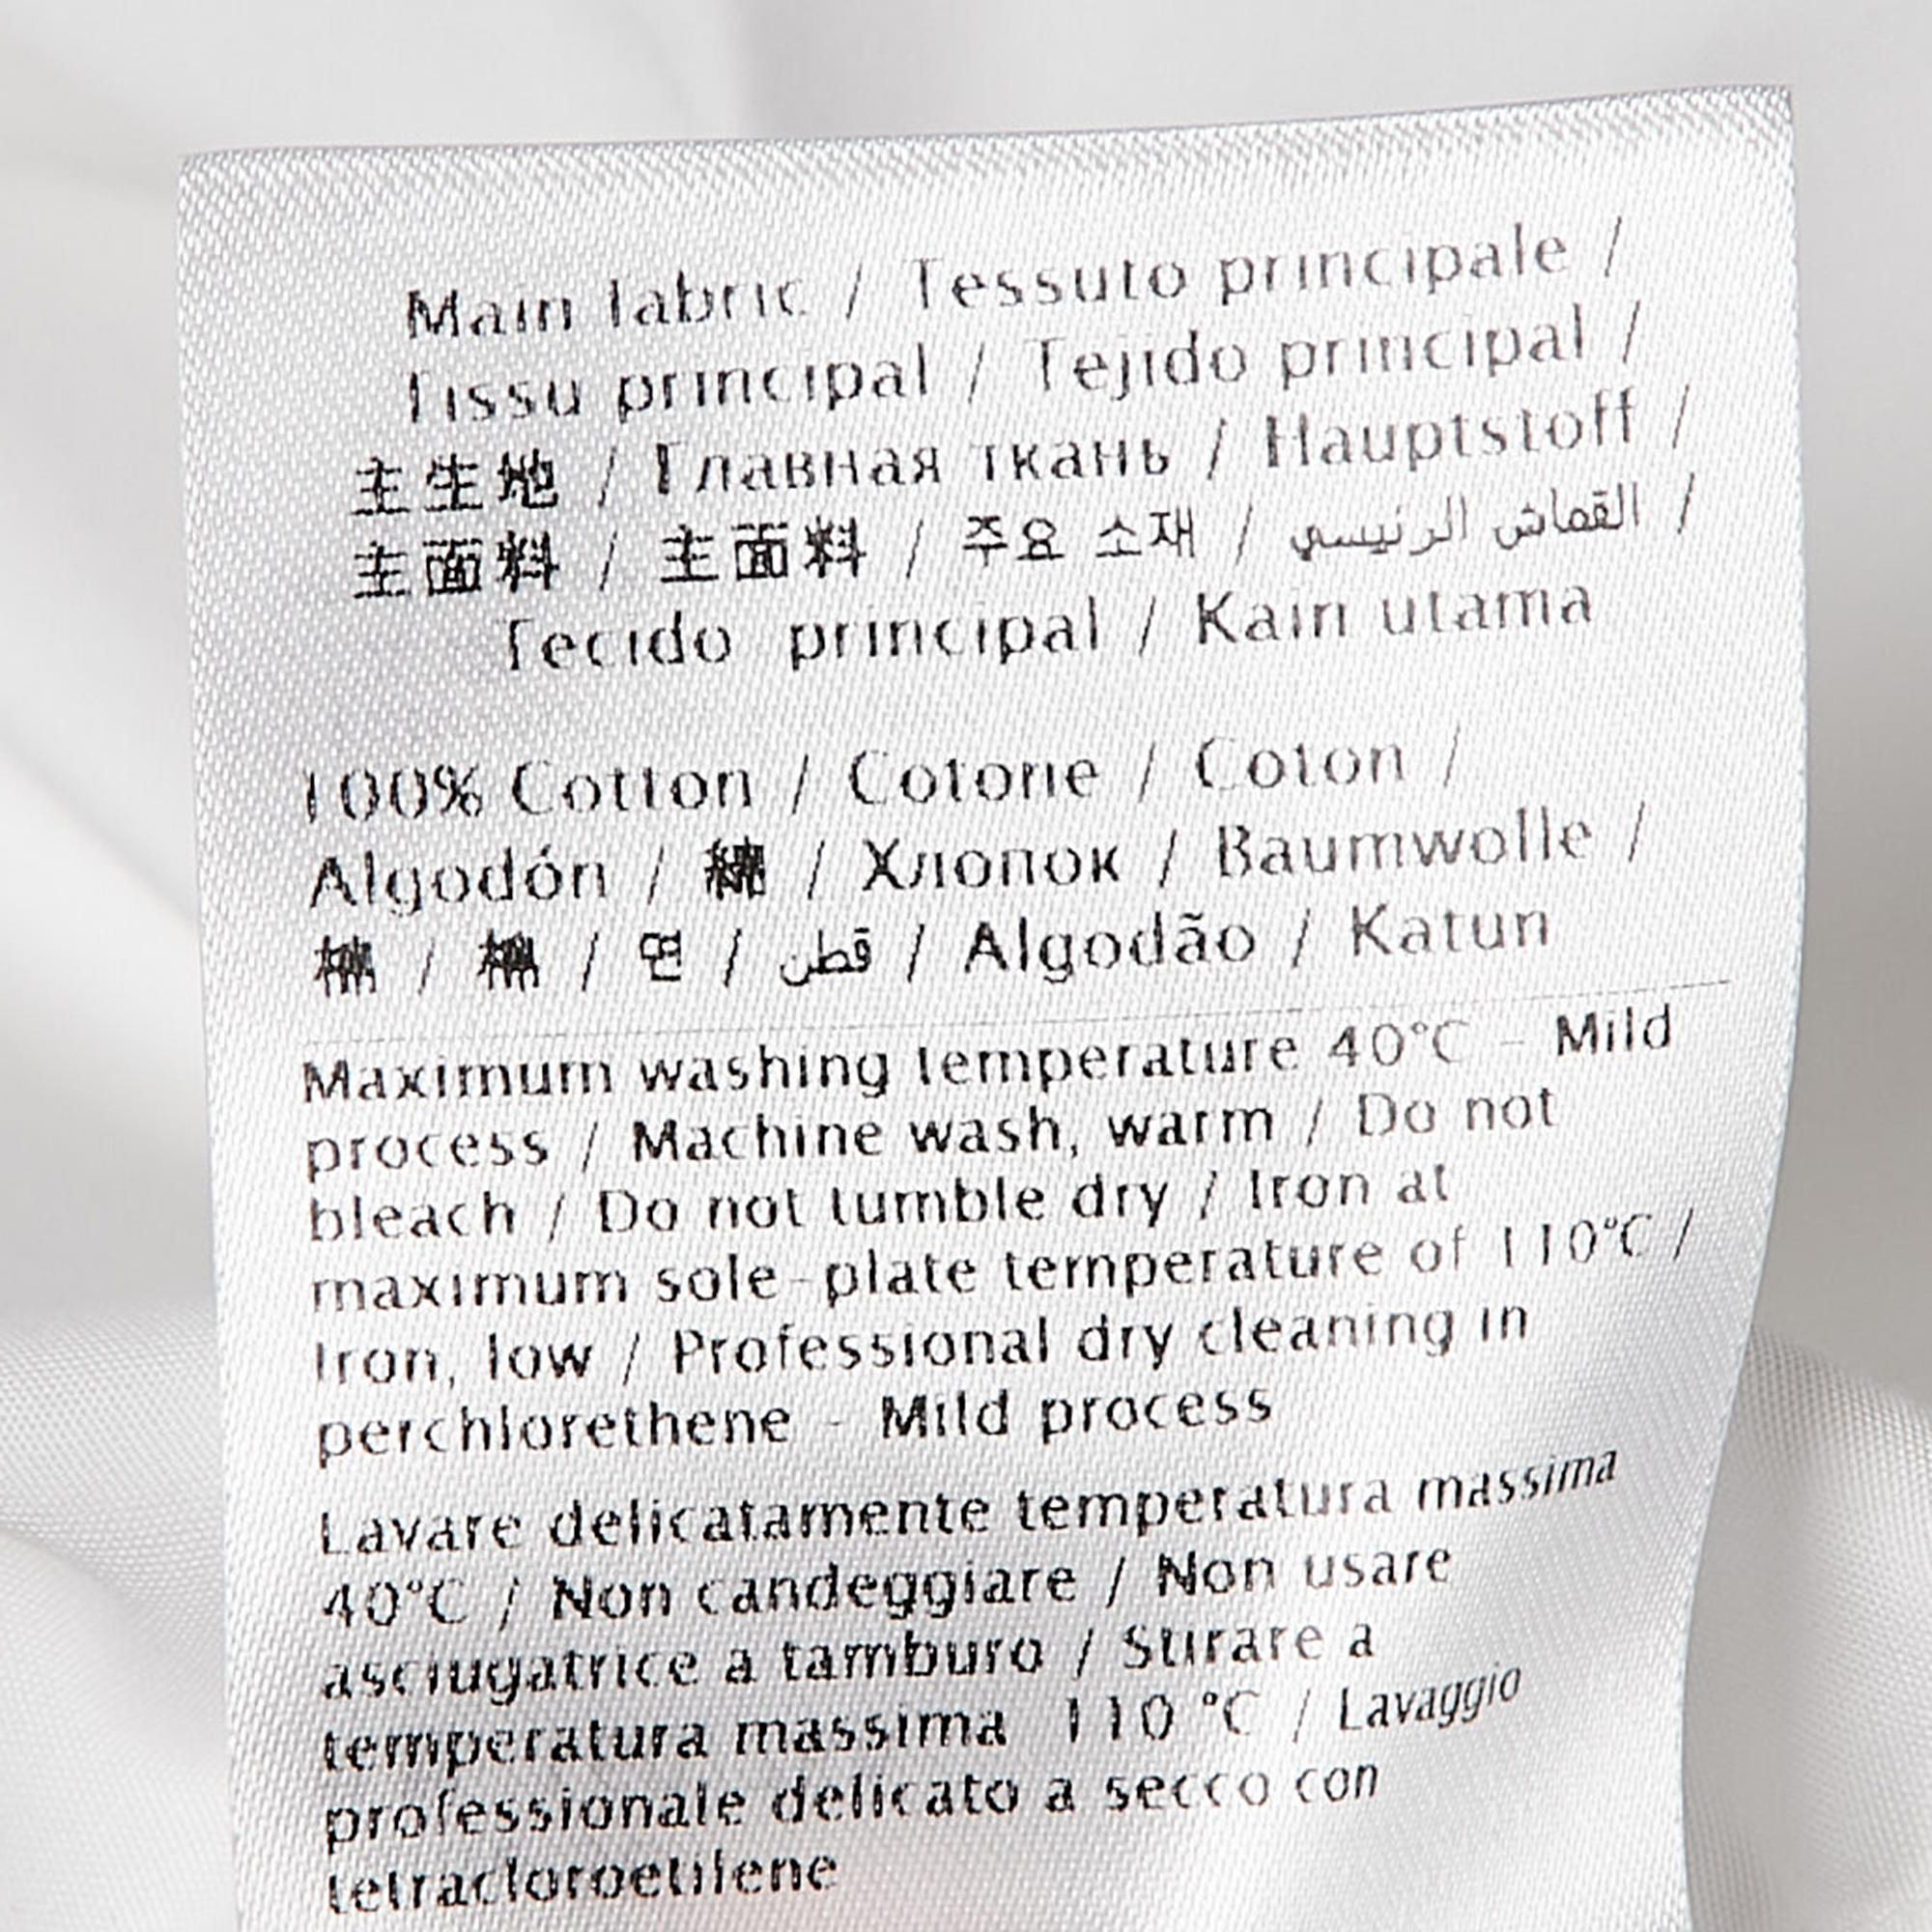 Main fabric / Tessuto principale /
Tissu principal / Tejido principal /
主生地 / Главная ткань / Hauptstoff /
主面料 / 主面料 / 주요 소재 / القماش الرئيسي /
Tecido principal / Kain utama
100% Cotton / Cotone / Coton /
Algodón / 綿 / Хлопок / Baumwolle /
棉 / 棉 / 면 / قطن / Algodão / Katun
Maximum washing temperature 40°C - Mild
process / Machine wash, warm / Do not
bleach / Do not tumble dry / Iron at
maximum sole-plate temperature of 110°C /
Iron, low / Professional dry cleaning in
perchlorethene - Mild process
Lavare delicatamente temperatura massima
40°C / Non candeggiare / Non usare
asciugatrice a tamburo / Stirare a
temperatura massima 110 °C / Lavaggio
professionale delicato a secco con
tetracloroetilene